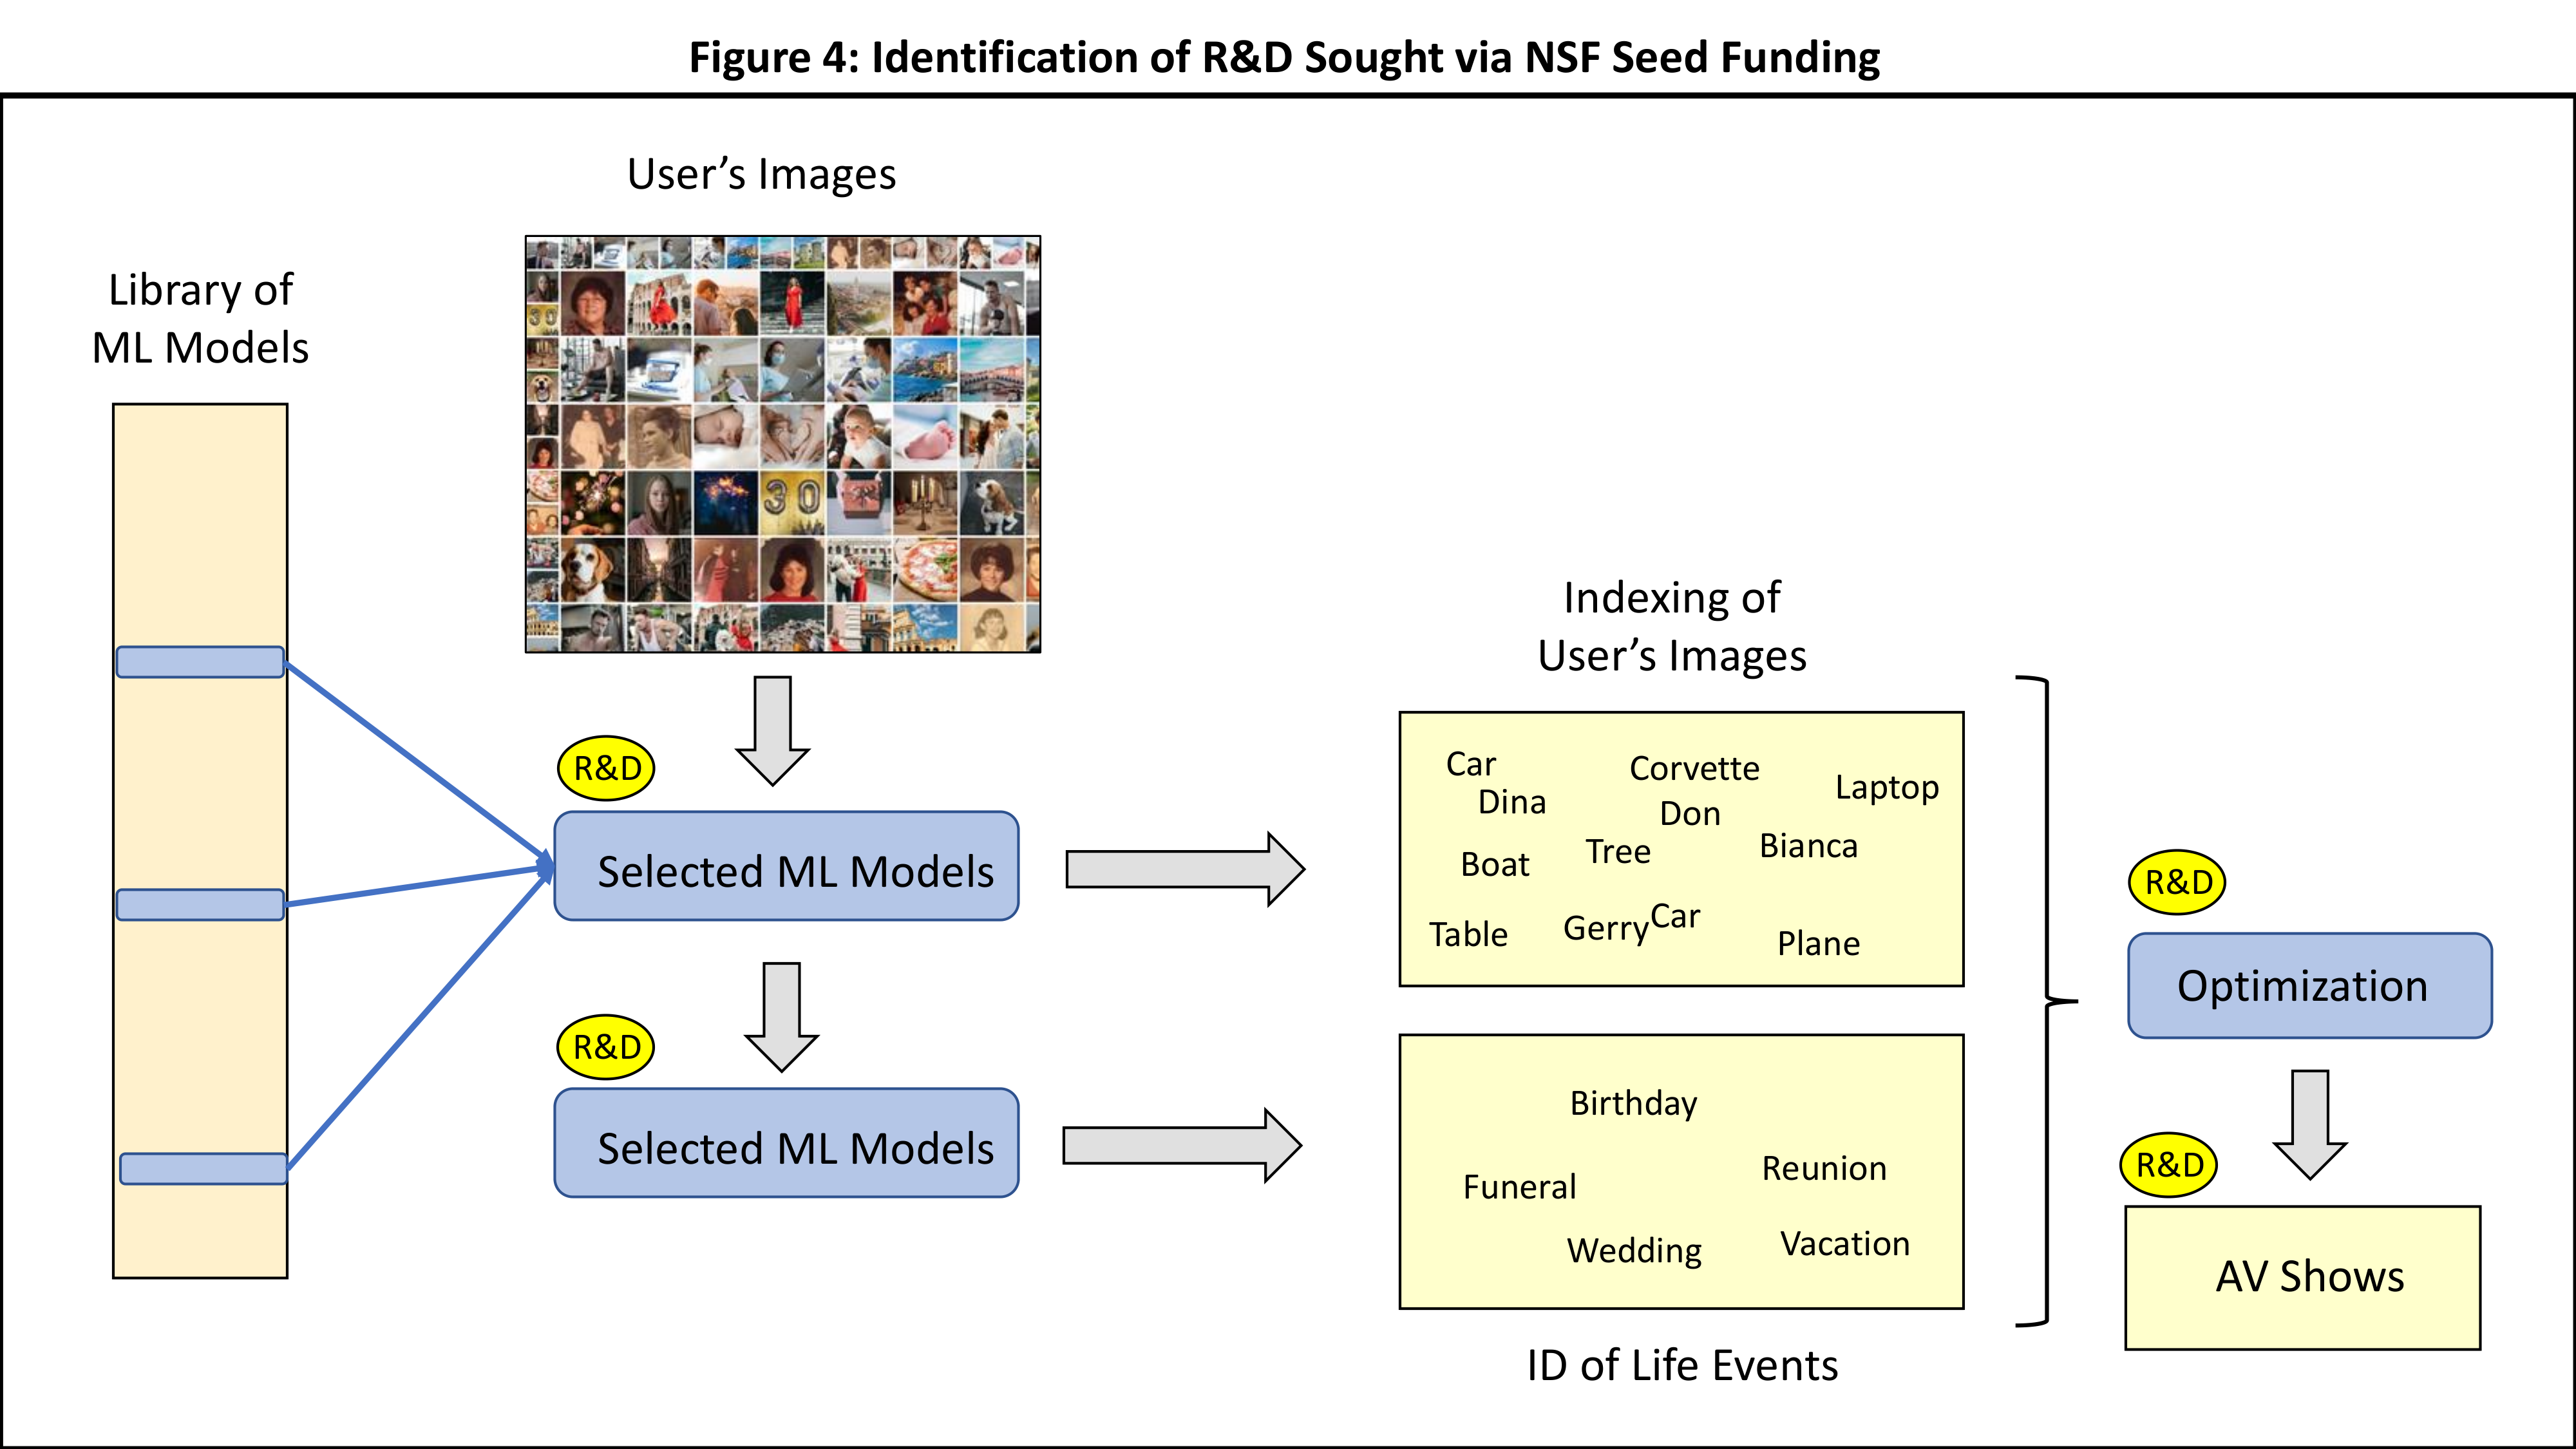 Figure 4: Identification of R&D Sought via NSF Seed Funding
User’s Images
Library of
ML Models
30
30
R&D
Selected ML Models
R&D
Selected ML Models
Indexing of
User’s Images
Car
Corvette
Laptop
Dina
Don
Boat
Tree
Bianca
Table
Gerry
Car
Plane
Birthday
Funeral
Reunion
Wedding
Vacation
ID of Life Events
R&D
Optimization
R&D
AV Shows